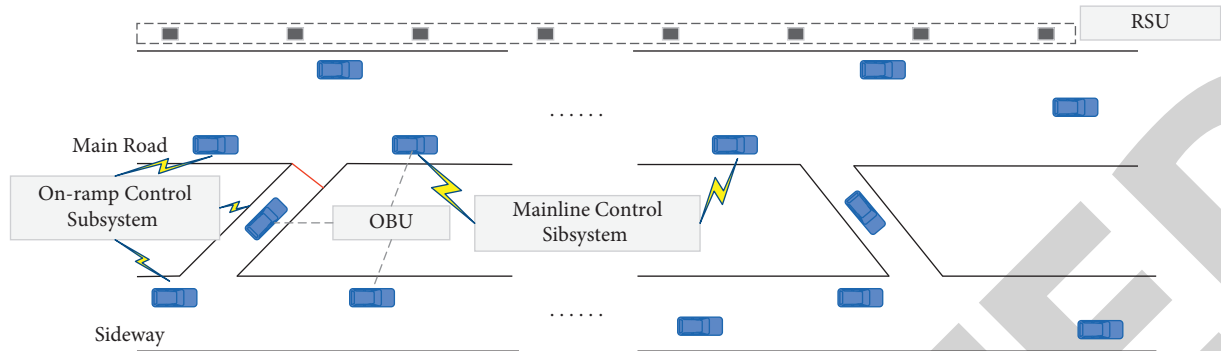 RSU
......
Main Road
On-ramp Control
Subsystem
OBU
Mainline Control
Sibsystem
......
Sideway